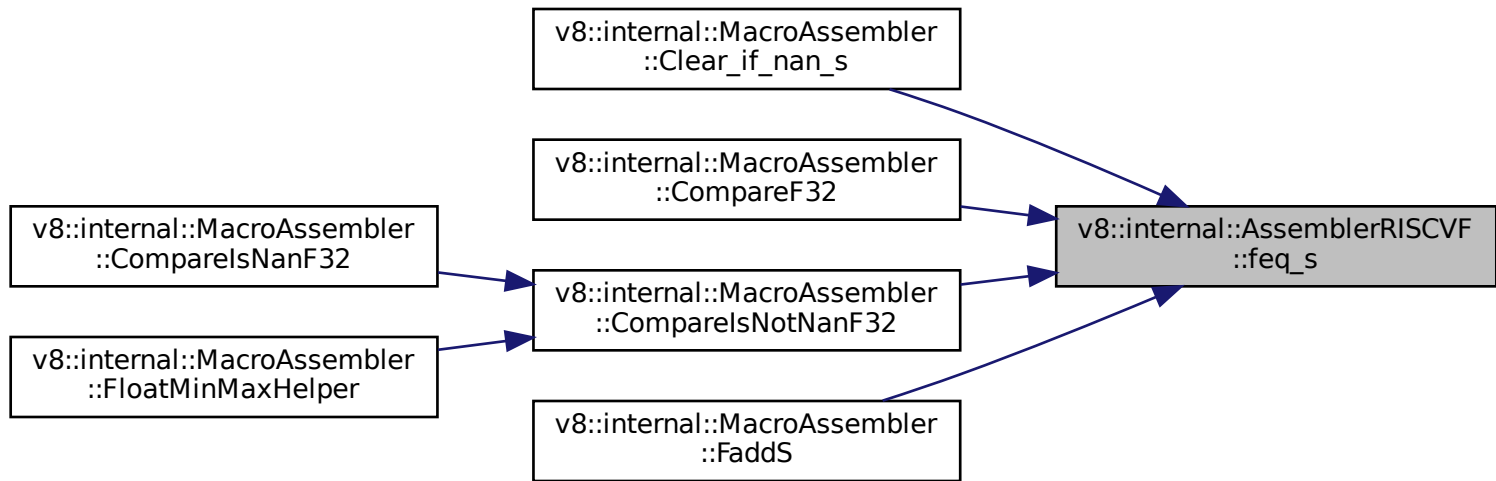 v8::internal::MacroAssembler
::Clear_if_nan_s
v8::internal::MacroAssembler
::CompareF32
v8::internal::MacroAssembler
::CompareIsNanF32
v8::internal::AssemblerRISCVF
::feq_s
v8::internal::MacroAssembler
::CompareIsNotNanF32
v8::internal::MacroAssembler
::FloatMinMaxHelper
v8::internal::MacroAssembler
::FaddS